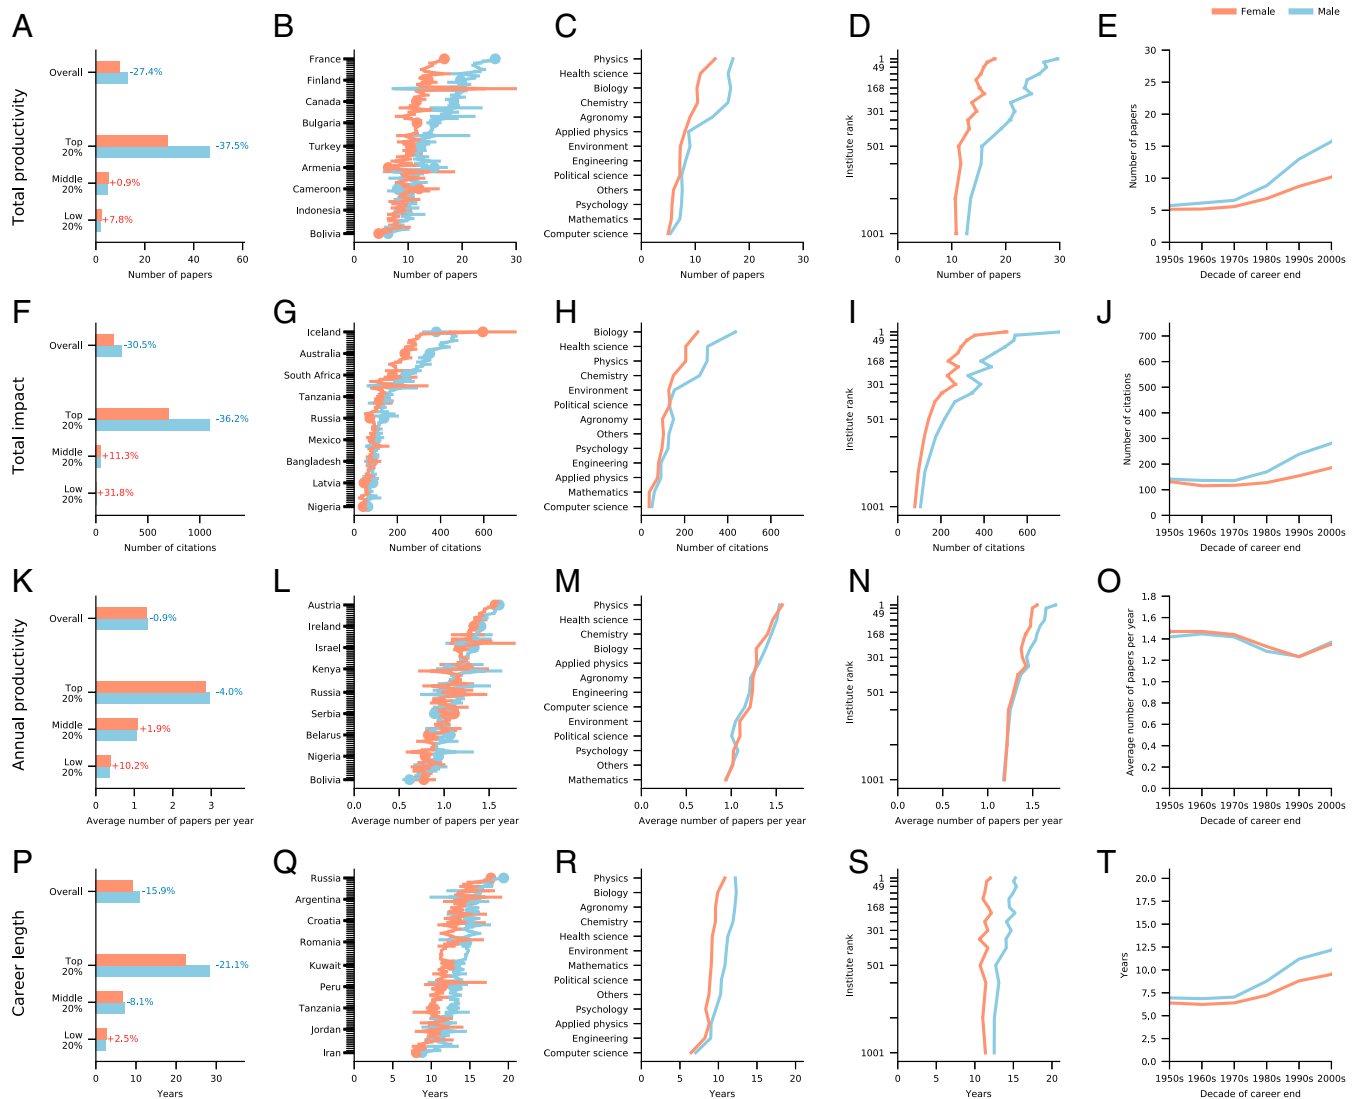 Female
Male
A
Total productivity
Overall
Top
20%
Middle
20%
Low
20%
-27.4%
-37.5%
+0.9%
+7.8%
0
20
40
60
Number of papers
B
France
Finland
Canada
Bulgaria
Turkey
Armenia
Cameroon
Indonesia
Bolivia
0
10
20
30
Number of papers
C
Physics
Health science
Biology
Chemistry
Agronomy
Applied physics
Environment
Engineering
Political science
Others
Psychology
Mathematics
Computer science
0
10
20
30
Number of papers
D
Institute rank
1
49
168
301
501
1001
0
10
20
30
Number of papers
E
Number of papers
30
25
20
15
10
5
0
1950s
1960s
1970s
1980s
1990s
2000s
Decade of career end
F
Total impact
Overall
Top
20%
Middle
20%
Low
20%
-30.5%
-36.2%
+11.3%
+31.8%
0
500
1000
Number of citations
G
Iceland
Australia
South Africa
Tanzania
Russia
Mexico
Bangladesh
Latvia
Nigeria
0
200
400
600
Number of citations
H
Biology
Health science
Physics
Chemistry
Environment
Political science
Agronomy
Others
Psychology
Engineering
Applied physics
Mathematics
Computer science
0
200
400
600
Number of citations
I
Institute rank
1
49
168
301
501
1001
0
200
400
600
Number of citations
J
Number of citations
700
600
500
400
300
200
100
0
1950s
1960s
1970s
1980s
1990s
2000s
Decade of career end
K
Annual productivity
Overall
Top
20%
Middle
20%
Low
20%
-0.9%
-4.0%
+1.9%
+10.2%
0
1
2
3
Average number of papers per year
L
Austria
Ireland
Israel
Kenya
Russia
Serbia
Belarus
Nigeria
Bolivia
0.0
0.5
1.0
1.5
Average number of papers per year
M
Physics
Health science
Chemistry
Biology
Applied physics
Agronomy
Engineering
Computer science
Environment
Political science
Psychology
Others
Mathematics
0.0
0.5
1.0
1.5
Average number of papers per year
N
Institute rank
1
49
168
301
501
1001
0.0
0.5
1.0
1.5
Average number of papers per year
O
Average number of papers per year
1.8
1.6
1.4
1.2
1.0
0.8
0.6
0.4
0.2
0.0
1950s
1960s
1970s
1980s
1990s
2000s
Decade of career end
P
Career length
Overall
Top
20%
Middle
20%
Low
20%
-15.9%
-21.1%
-8.1%
+2.5%
0
10
20
30
Years
Q
Russia
Argentina
Croatia
Romania
Kuwait
Peru
Tanzania
Jordan
Iran
0
5
10
15
20
Years
R
Physics
Biology
Agronomy
Chemistry
Health science
Environment
Mathematics
Political science
Others
Psychology
Applied physics
Engineering
Computer science
0
5
10
15
20
Years
S
Institute rank
1
49
168
301
501
1001
0
5
10
15
20
Years
T
Years
20.0
17.5
15.0
12.5
10.0
7.5
5.0
2.5
0.0
1950s
1960s
1970s
1980s
1990s
2000s
Decade of career end